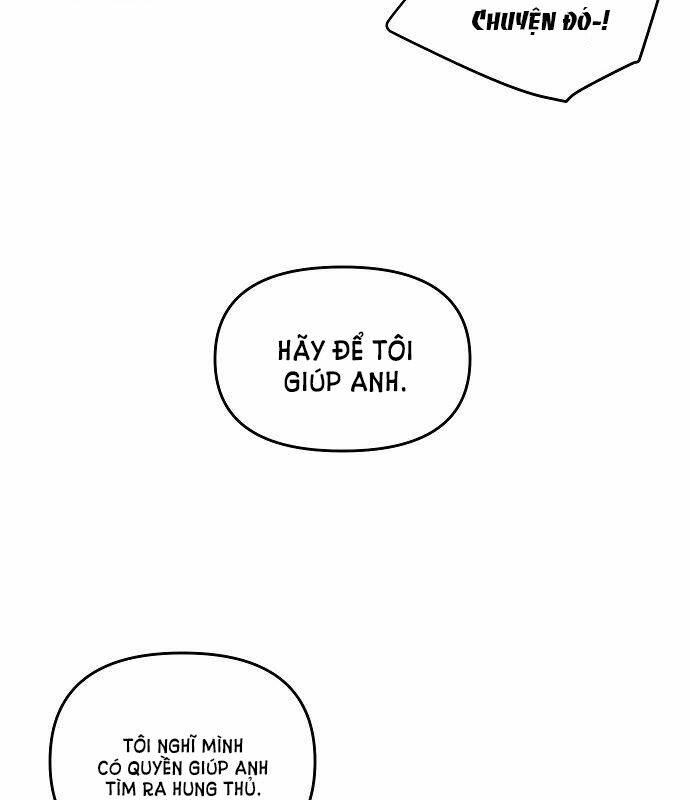 CHUYỆN ĐÓ-!
HÃY ĐỂ TÔI
GIÚP ANH.
TÔI NGHĨ MÌNH
CÓ QUYỀN GIÚP ANH
TÌM RA HUNG THỦ.